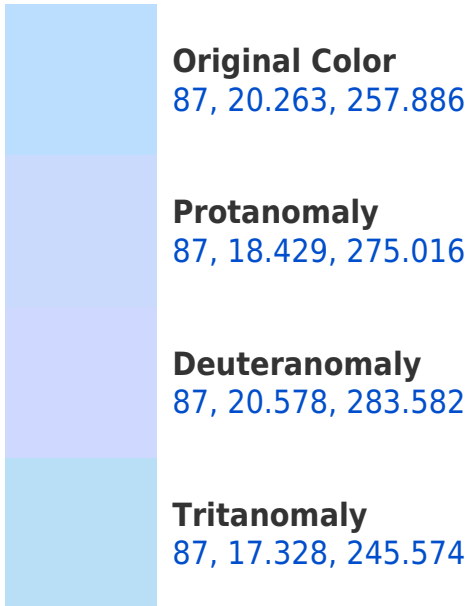 Original Color
87, 20.263, 257.886
Protanomaly
87, 18.429, 275.016
Deuteranomaly
87, 20.578, 283.582
Tritanomaly
87, 17.328, 245.574